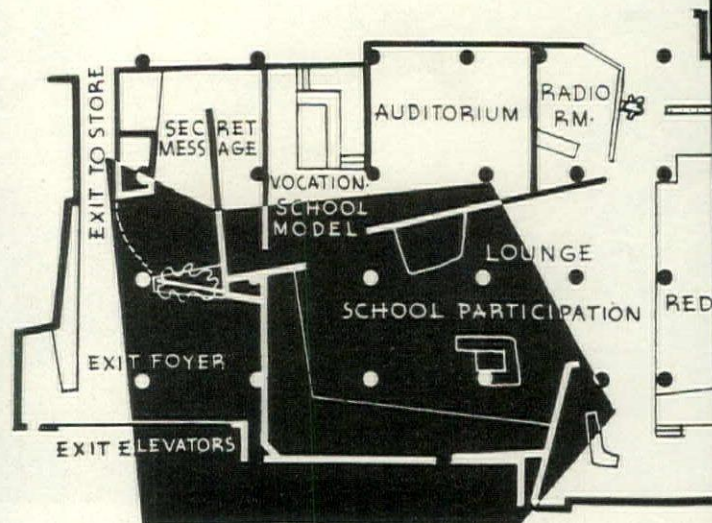 EXIT TO STORE
SECRET
MESSAGE
AUDITORIUM
RADIO
RM.
VOCATION-
SCHOOL
MODEL
LOUNGE
SCHOOL PARTICIPATION
RED
EXIT FOYER
EXIT ELEVATORS